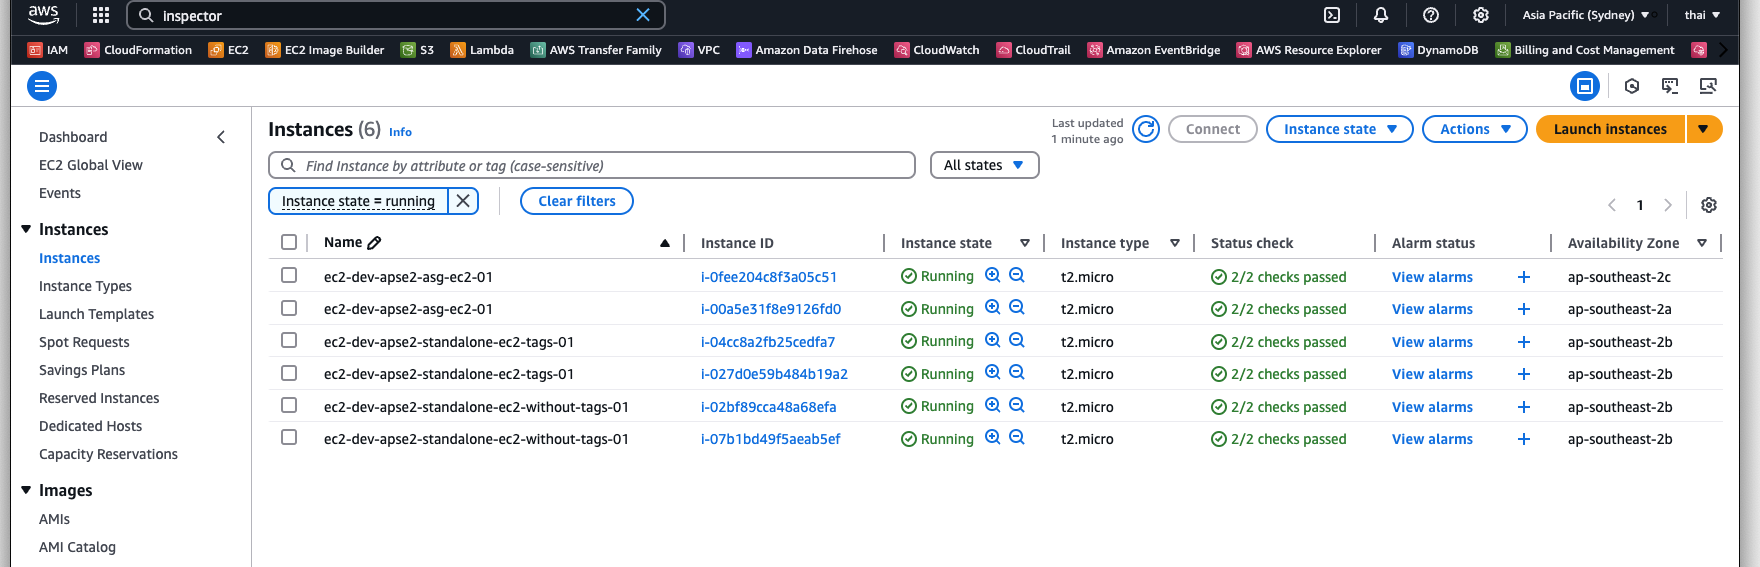 aws
inspector
Asia Pacific (Sydney)
thai
IAM CloudFormation EC2 EC2 Image Builder S3 Lambda AWS Transfer Family VPC Amazon Data Firehose CloudWatch CloudTrail Amazon EventBridge AWS Resource Explorer DynamoDB Billing and Cost Management
Dashboard
EC2 Global View
Events
Instances
Instances
Instance Types
Launch Templates
Spot Requests
Savings Plans
Reserved Instances
Dedicated Hosts
Capacity Reservations
Images
AMIs
AMI Catalog
Instances (6) Info
Last updated
1 minute ago
Connect
Instance state
Actions
Launch instances
Find Instance by attribute or tag (case-sensitive)
All states
Instance state = running
Clear filters
1
Name Instance ID Instance state Instance type Status check Alarm status Availability Zone
ec2-dev-apse2-asg-ec2-01 i-0fee204c8f3a05c51 Running t2.micro 2/2 checks passed View alarms + ap-southeast-2c
ec2-dev-apse2-asg-ec2-01 i-00a5e31f8e9126fd0 Running t2.micro 2/2 checks passed View alarms + ap-southeast-2a
ec2-dev-apse2-standalone-ec2-tags-01 i-04cc8a2fb25cedfa7 Running t2.micro 2/2 checks passed View alarms + ap-southeast-2b
ec2-dev-apse2-standalone-ec2-tags-01 i-027d0e59b484b19a2 Running t2.micro 2/2 checks passed View alarms + ap-southeast-2b
ec2-dev-apse2-standalone-ec2-without-tags-01 i-02bf89cca48a68efa Running t2.micro 2/2 checks passed View alarms + ap-southeast-2b
ec2-dev-apse2-standalone-ec2-without-tags-01 i-07b1bd49f5aeab5ef Running t2.micro 2/2 checks passed View alarms + ap-southeast-2b